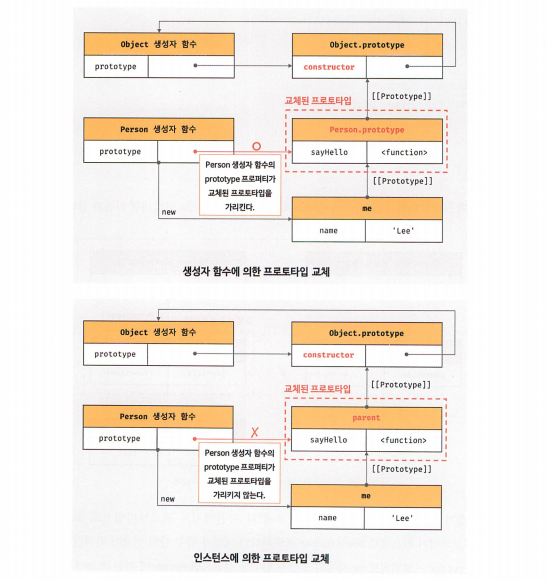 Object 생성자 함수
Object.prototype
prototype
constructor
[[Prototype]]
교체된 프로토타입
Person 생성자 함수
Person.prototype
prototype
sayHello
<function>
Person 생성자 함수의
prototype 프로퍼티가
교체된 프로토타입을
가리킨다.
[[Prototype]]
new
me
name
'Lee'
생성자 함수에 의한 프로토타입 교체
Object 생성자 함수
Object.prototype
prototype
constructor
[[Prototype]]
교체된 프로토타입
Person 생성자 함수
parent
prototype
sayHello
<function>
Person 생성자 함수의
prototype 프로퍼티가
교체된 프로토타입을
가리키지 않는다.
[[Prototype]]
new
me
name
'Lee'
인스턴스에 의한 프로토타입 교체